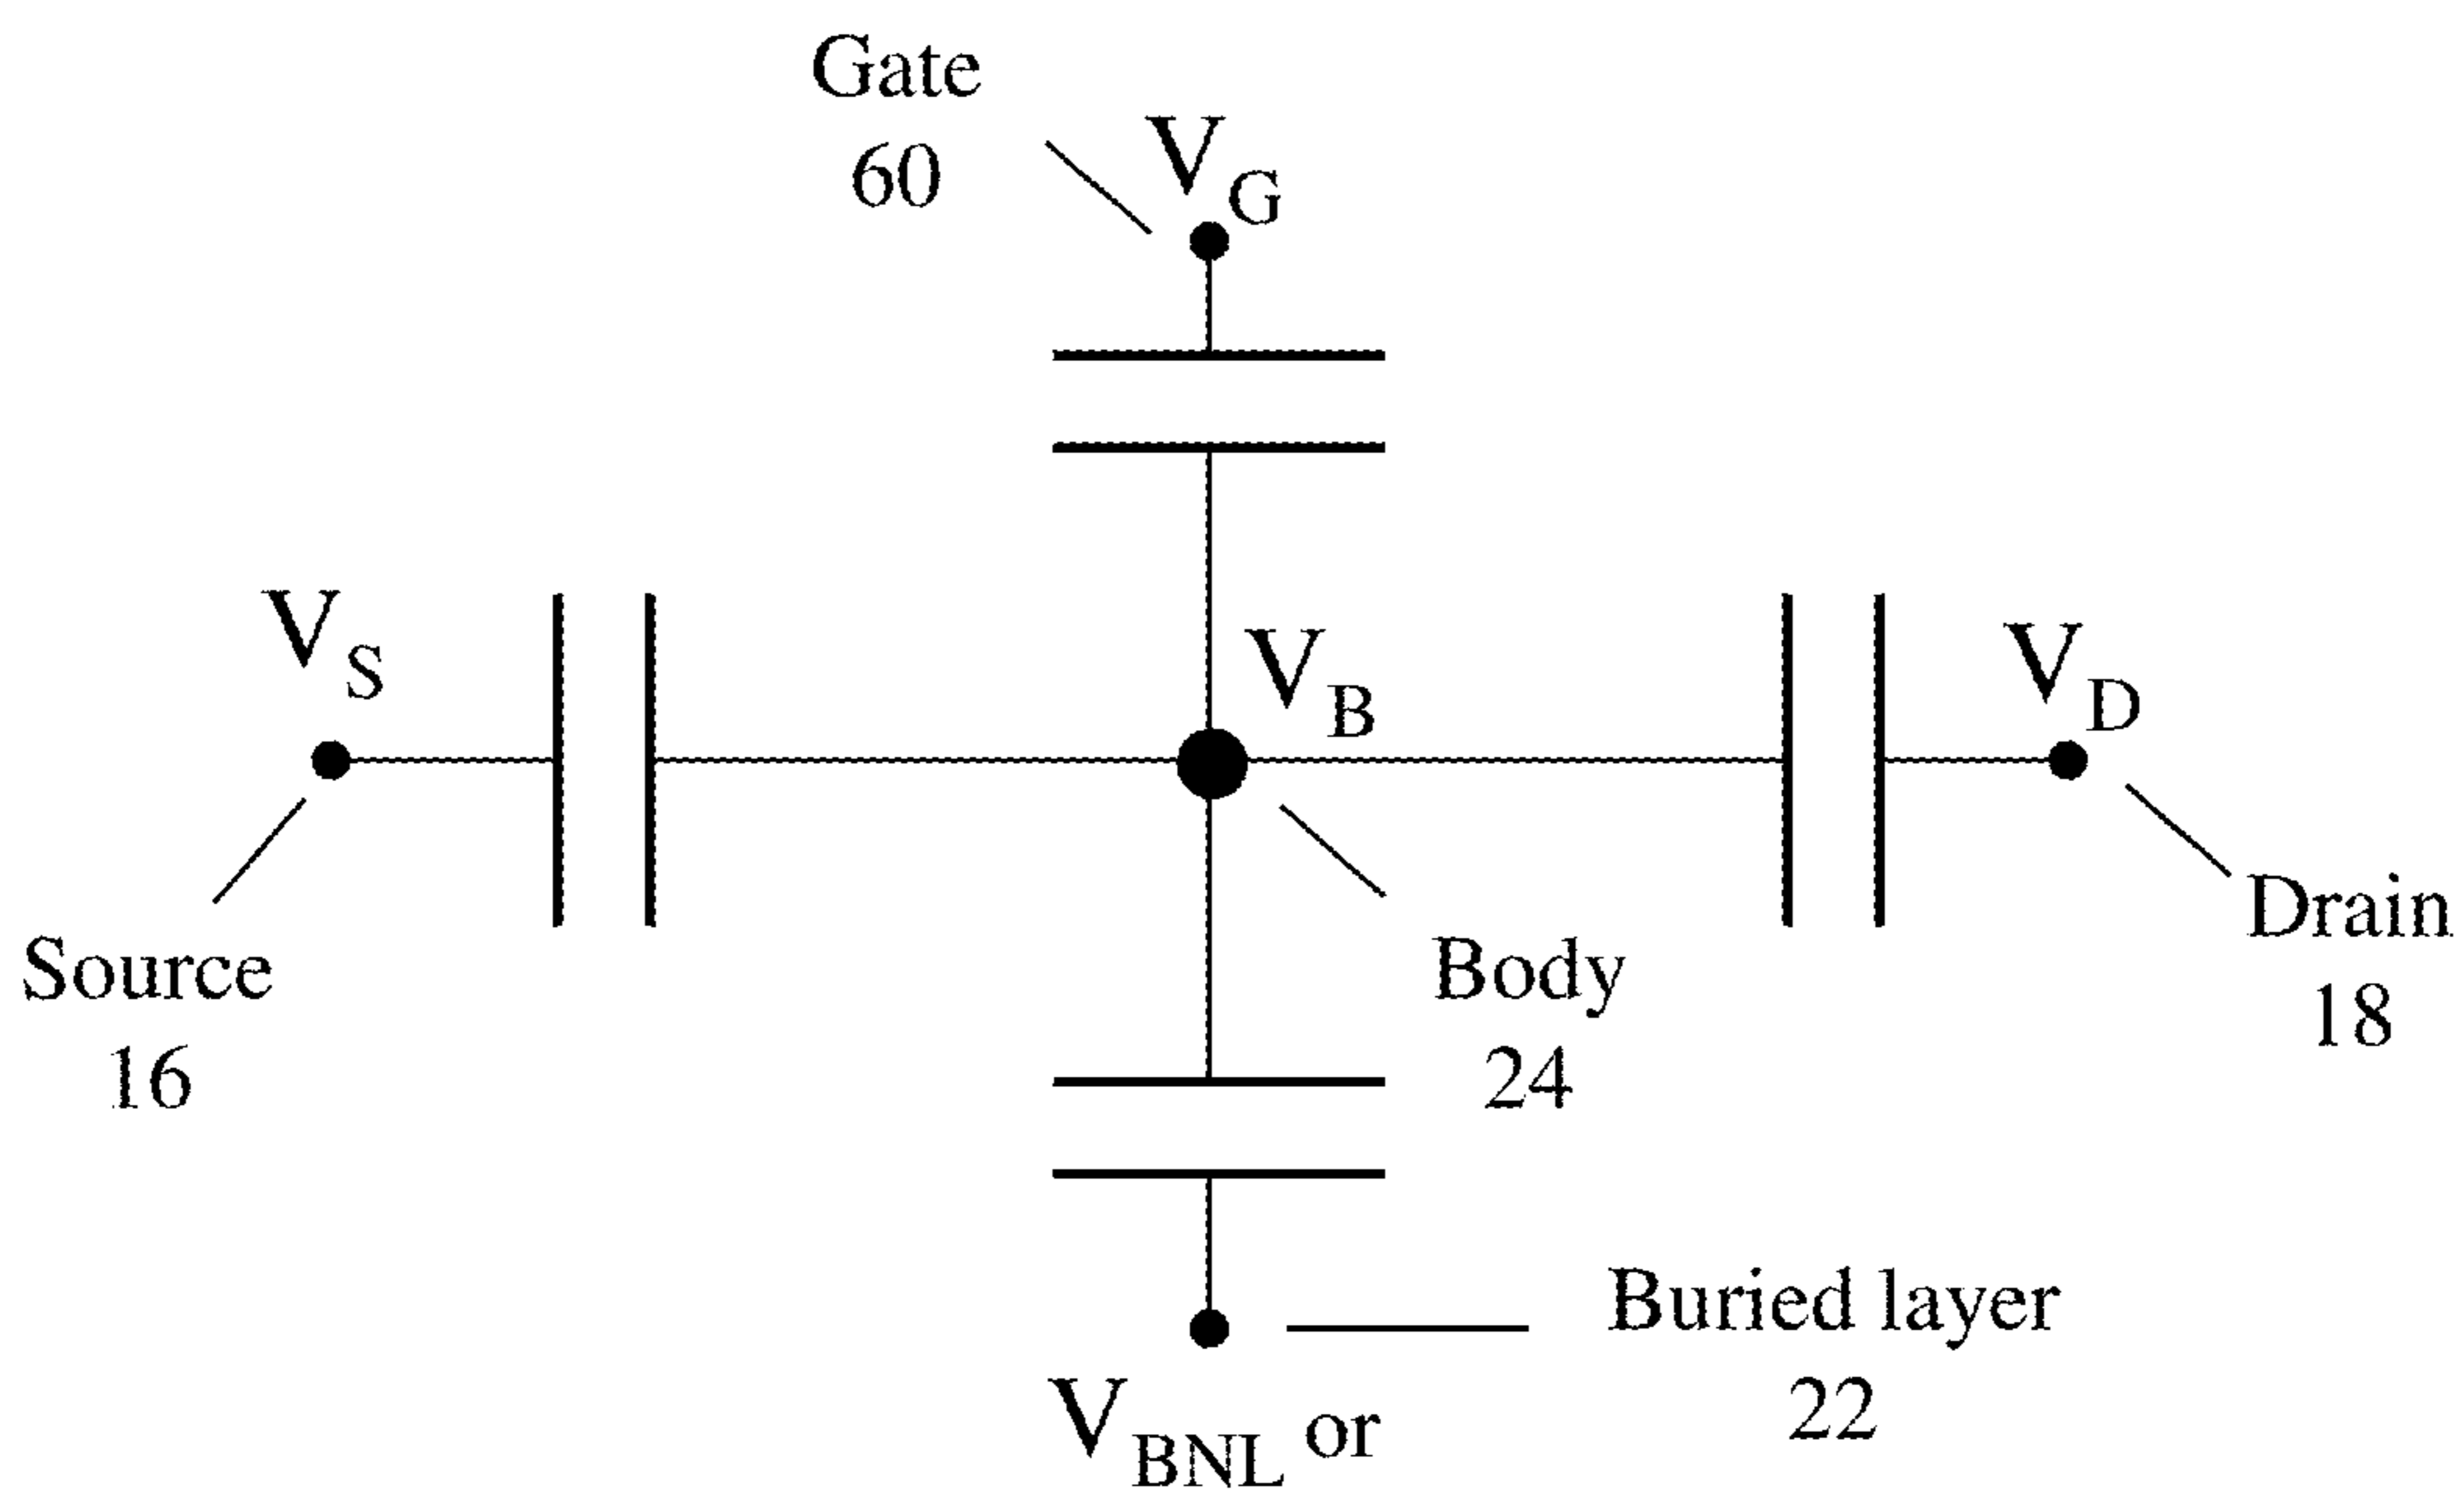 Gate
60
V_G
V_S
V_B
V_D
Source
16
Body
24
Drain
18
Buried layer
22
V_BNL or